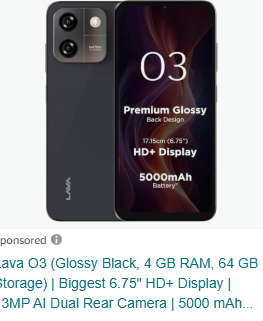 O3
Premium Glossy
Back Design
17.15cm (6.75")
HD+ Display
5000mAh
Battery~
LAVA
ponsored
ava O3 (Glossy Black, 4 GB RAM, 64 GB
Storage) | Biggest 6.75" HD+ Display |
3MP AI Dual Rear Camera | 5000 mAh...